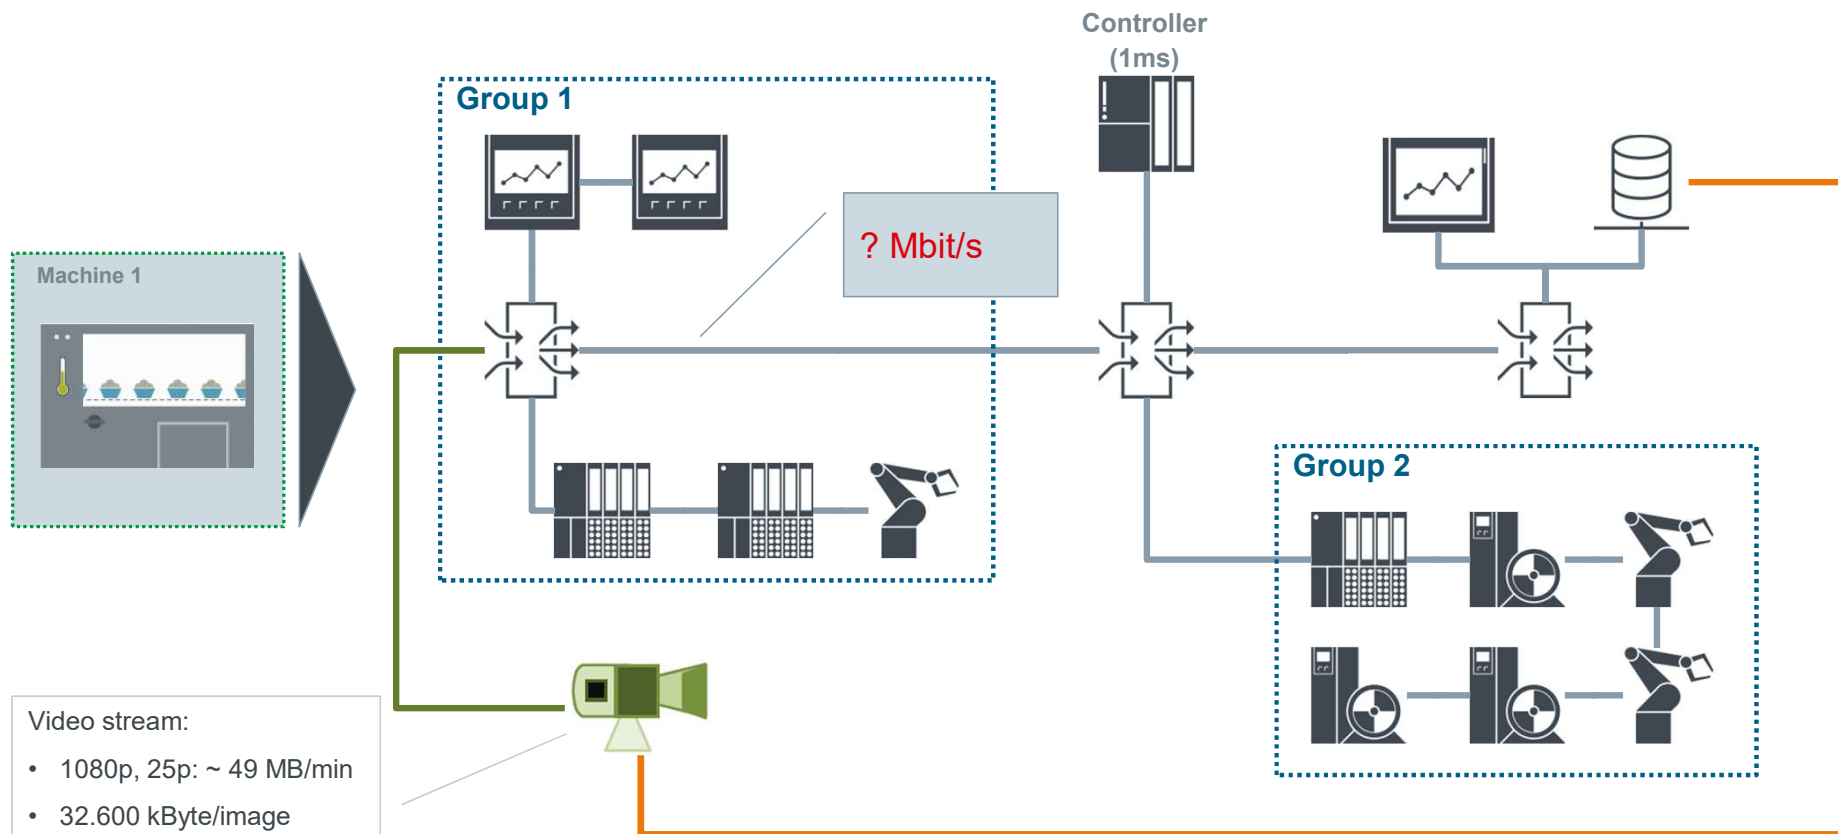 Controller
(1ms)
Group 1
? Mbit/s
Machine 1
Group 2
Video stream:
• 1080p, 25p: ~ 49 MB/min
• 32.600 kByte/image